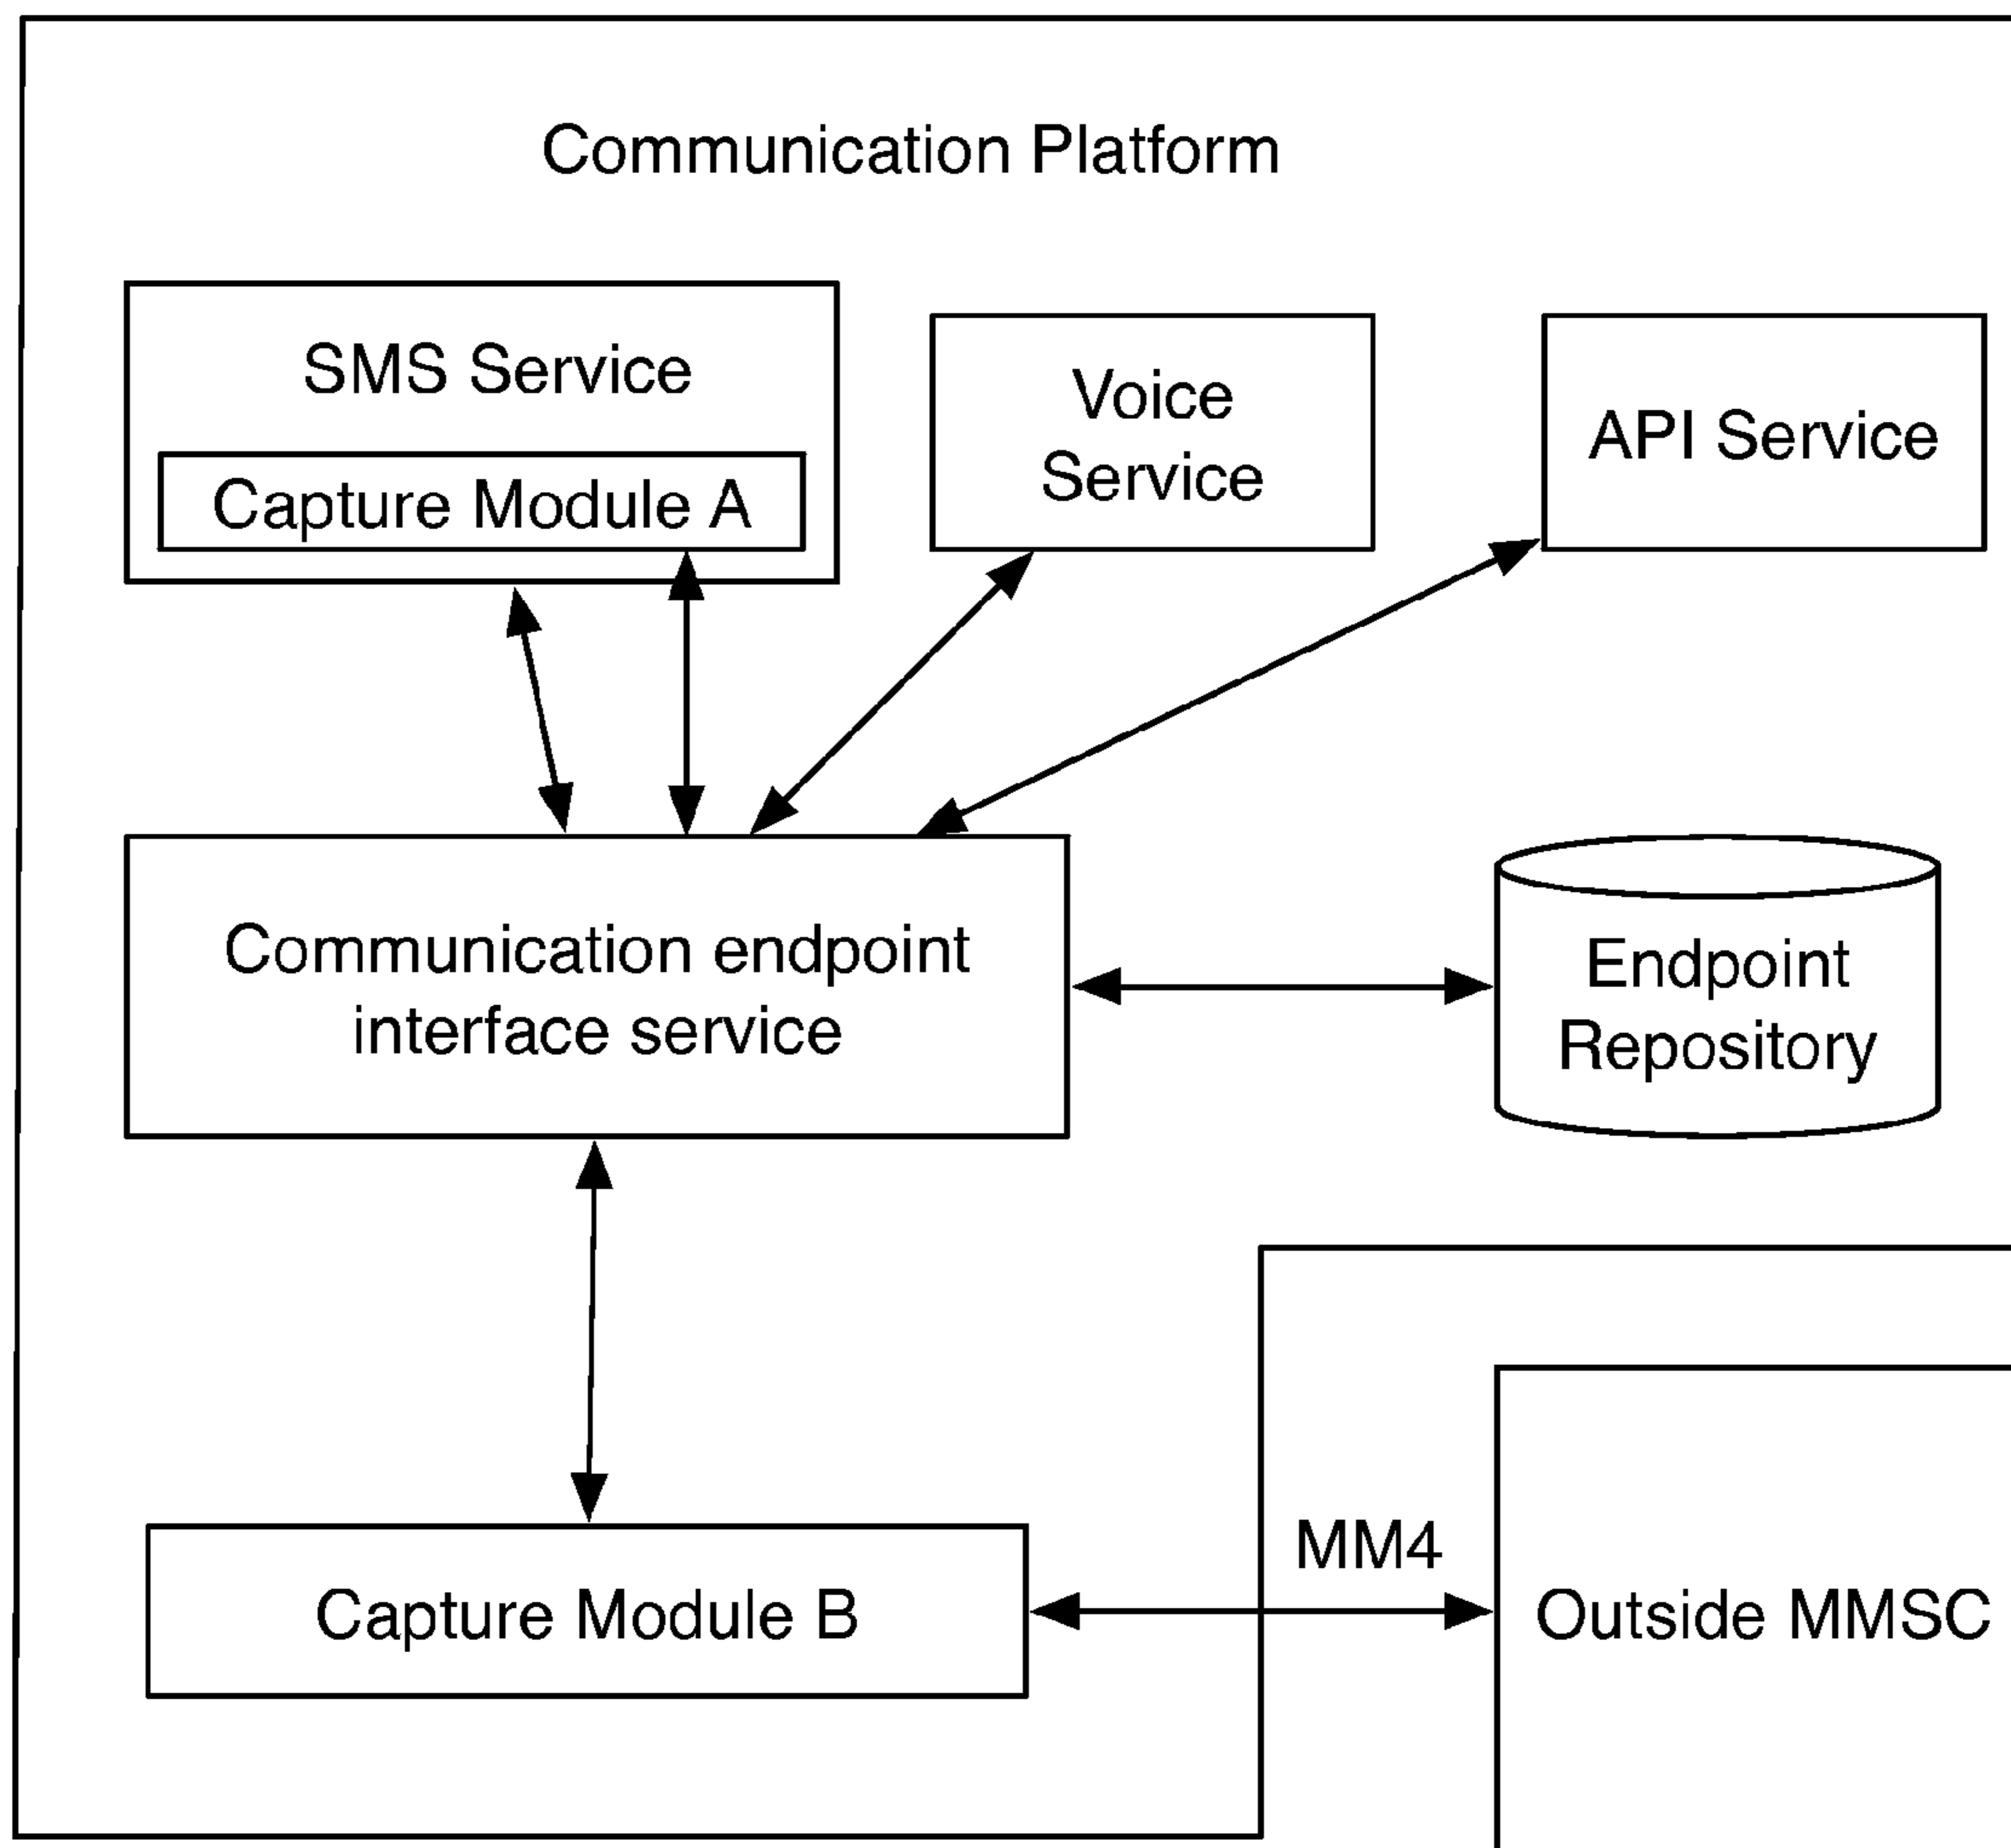 Communication Platform
SMS Service
Capture Module A
Voice
Service
API Service
Communication endpoint
interface service
Endpoint
Repository
Capture Module B
MM4
Outside MMSC